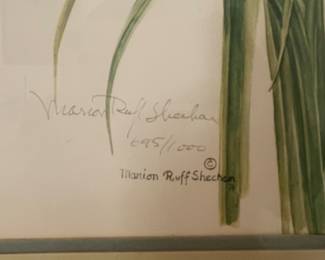 Marion Ruff Sheehan
695/1000
©
Marion Ruff Sheehan